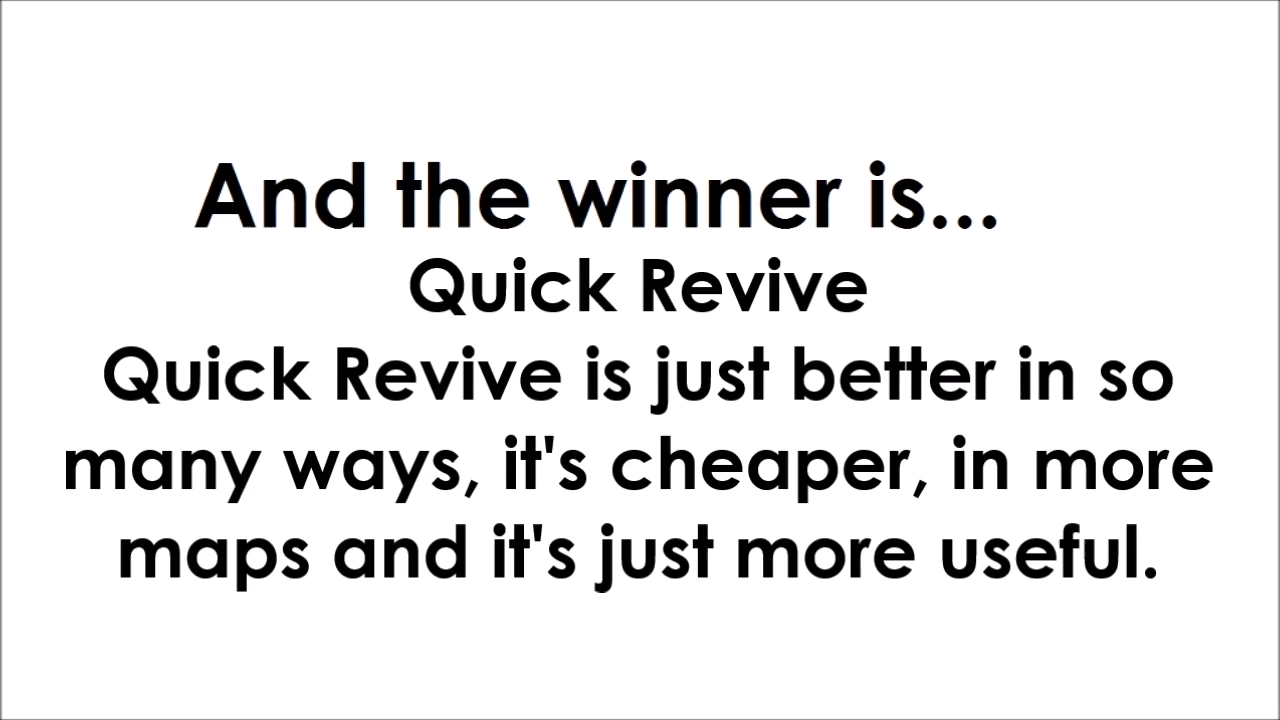 And the winner is...
Quick Revive
Quick Revive is just better in so
many ways, it's cheaper, in more
maps and it's just more useful.